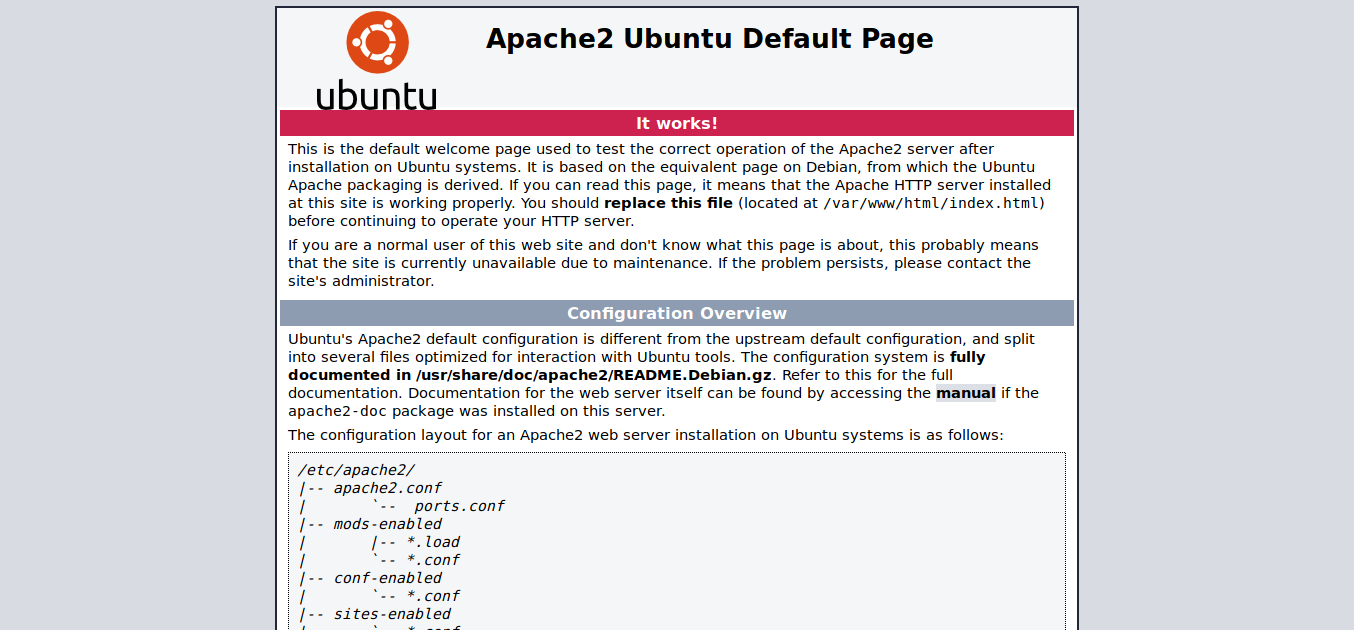 ubuntu
Apache2 Ubuntu Default Page
It works!
This is the default welcome page used to test the correct operation of the Apache2 server after
installation on Ubuntu systems. It is based on the equivalent page on Debian, from which the Ubuntu
Apache packaging is derived. If you can read this page, it means that the Apache HTTP server installed
at this site is working properly. You should replace this file (located at /var/www/html/index.html)
before continuing to operate your HTTP server.
If you are a normal user of this web site and don't know what this page is about, this probably means
that the site is currently unavailable due to maintenance. If the problem persists, please contact the
site's administrator.
Configuration Overview
Ubuntu's Apache2 default configuration is different from the upstream default configuration, and split
into several files optimized for interaction with Ubuntu tools. The configuration system is fully
documented in /usr/share/doc/apache2/README.Debian.gz. Refer to this for the full
documentation. Documentation for the web server itself can be found by accessing the manual if the
apache2-doc package was installed on this server.
The configuration layout for an Apache2 web server installation on Ubuntu systems is as follows:
/etc/apache2/
|-- apache2.conf
|       `--  ports.conf
|-- mods-enabled
|       |-- *.load
|       `-- *.conf
|-- conf-enabled
|       `-- *.conf
|-- sites-enabled